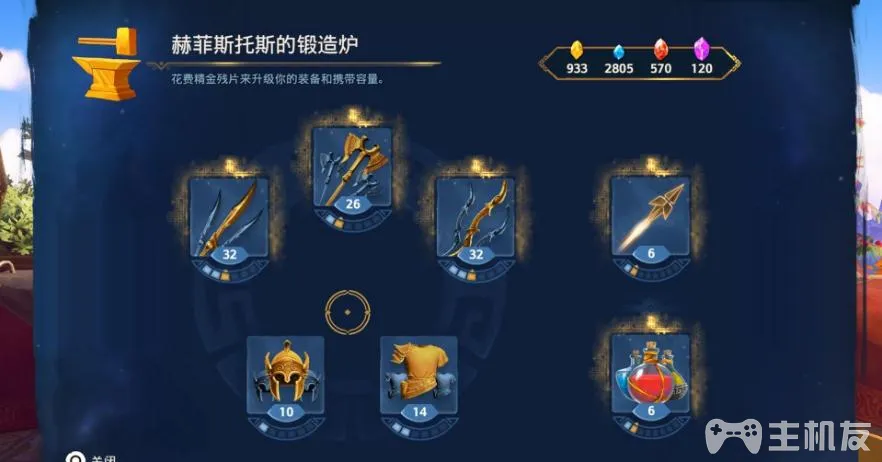 赫菲斯托斯的锻造炉
花费精金残片来升级你的装备和携带容量。
933 2805 570 120
26
32 32 6
10 14 6
关闭
主机友